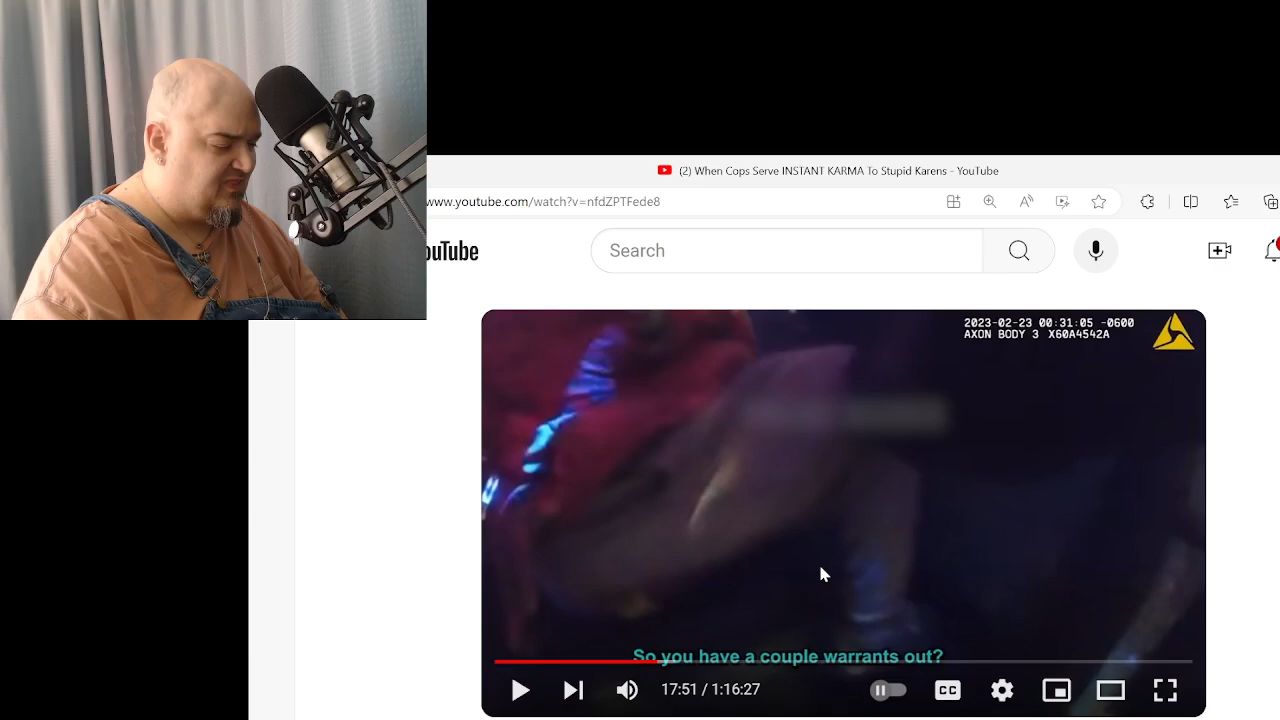 (2) When Cops Serve INSTANT KARMA To Stupid Karens - YouTube
www.youtube.com/watch?v=nfdZPTFede8
ouTube
Search
2023-02-23 00:31:05 -0600
AXON BODY 3 X60A4542A
So you have a couple warrants out?
17:51 / 1:16:27
CC